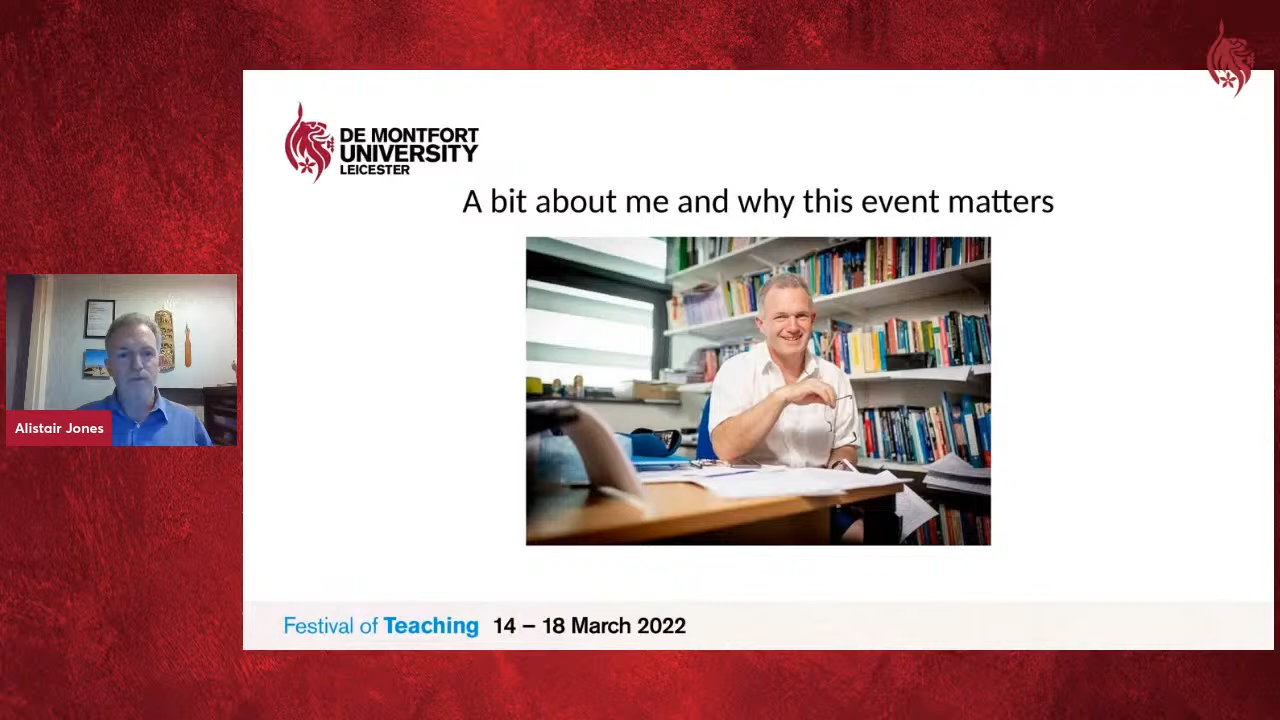 DE MONTFORT
UNIVERSITY
LEICESTER
A bit about me and why this event matters
Alistair Jones
Festival of Teaching 14 – 18 March 2022